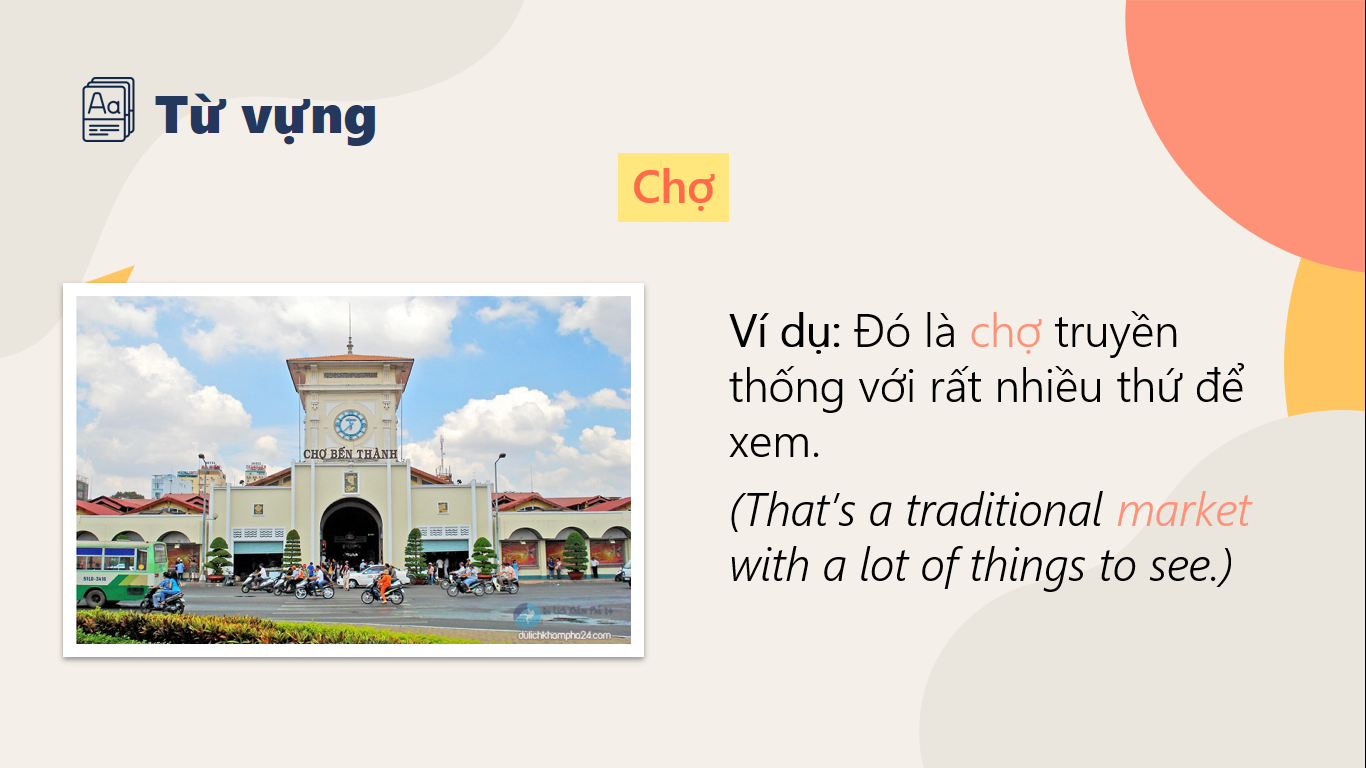 Aa
Từ vựng
Chợ
CHỢ BẾN THÀNH
dulichkhampha24.com
Ví dụ: Đó là chợ truyền
thống với rất nhiều thứ để
xem.
(That's a traditional market
with a lot of things to see.)